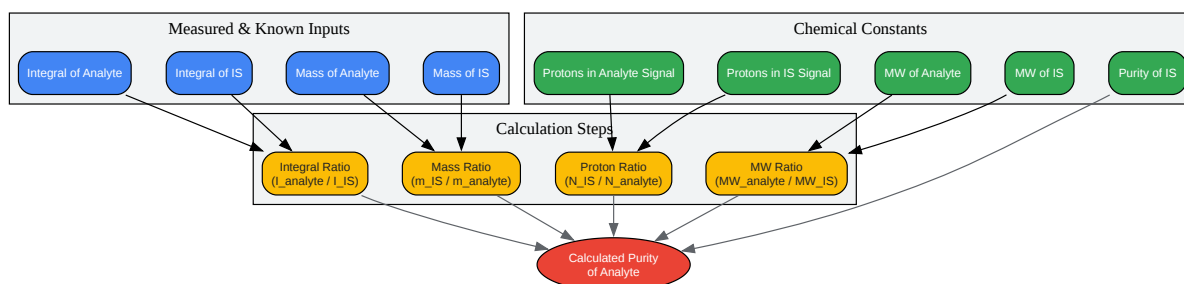 Measured & Known Inputs
Chemical Constants
Integral of Analyte
Integral of IS
Mass of Analyte
Mass of IS
Protons in Analyte Signal
Protons in IS Signal
MW of Analyte
MW of IS
Purity of IS
Calculation Steps
Integral Ratio
(I_analyte / I_IS)
Mass Ratio
(m_IS / m_analyte)
Proton Ratio
(N_IS / N_analyte)
MW Ratio
(MW_analyte / MW_IS)
Calculated Purity
of Analyte